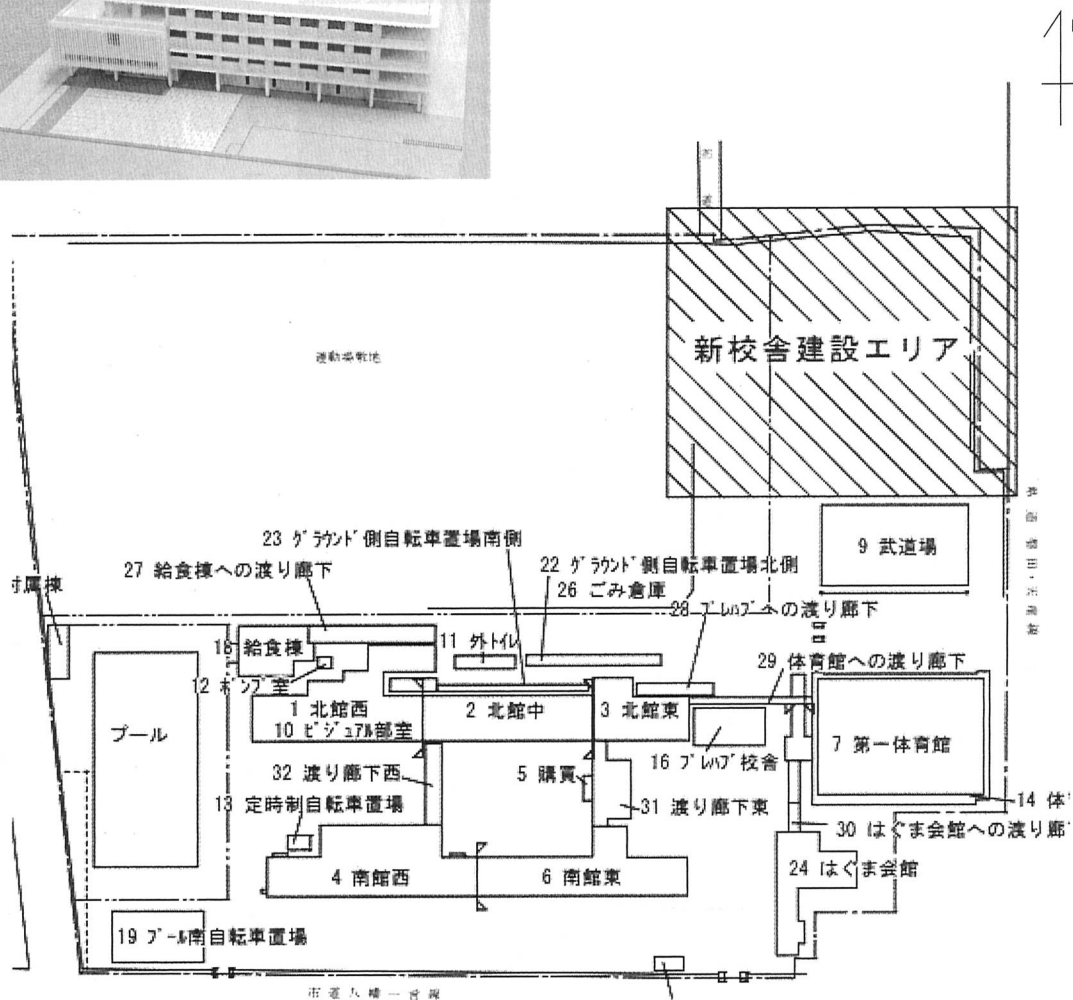 市道
新校舎建設エリア
運動場敷地
9 武道場
23 ｸﾞﾗｳﾝﾄﾞ側自転車置場南側
22 ｸﾞﾗｳﾝﾄﾞ側自転車置場北側
27 給食棟への渡り廊下
26 ごみ倉庫
付属棟
28 ﾌﾟﾚﾊﾌﾞへの渡り廊下
11 外ﾄｲﾚ
18 給食棟
29 体育館への渡り廊下
12 ﾎﾟﾝﾌﾟ室
1 北館西
2 北館中
3 北館東
10 ﾋﾞｼﾞｭｱﾙ部室
プール
7 第一体育館
16 ﾌﾟﾚﾊﾌﾞ校舎
32 渡り廊下西
5 購買
13 定時制自転車置場
31 渡り廊下東
14 体
30 はぐま会館への渡り廊
24 はぐま会館
4 南館西
6 南館東
19 ﾌﾟｰﾙ南自転車置場